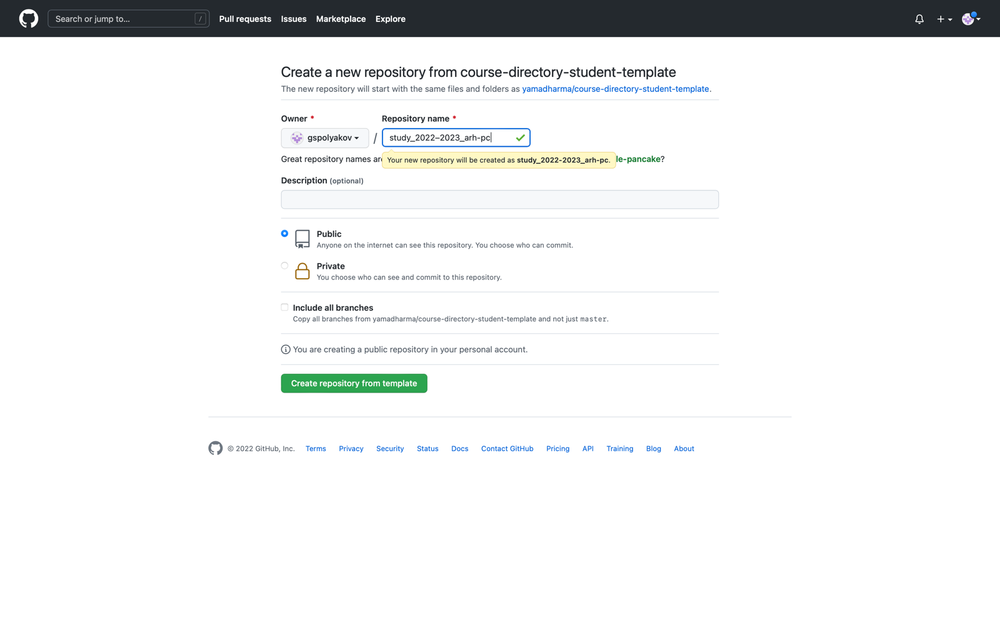 Search or jump to... /
Pull requests Issues Marketplace Explore
Create a new repository from course-directory-student-template
The new repository will start with the same files and folders as yamadharma/course-directory-student-template.
Owner * Repository name *
gspolyakov / study_2022–2023_arh-pc
Great repository names are le-pancake?
Your new repository will be created as study_2022-2023_arh-pc.
Description (optional)
Public
Anyone on the internet can see this repository. You choose who can commit.
Private
You choose who can see and commit to this repository.
Include all branches
Copy all branches from yamadharma/course-directory-student-template and not just master.
You are creating a public repository in your personal account.
Create repository from template
© 2022 GitHub, Inc. Terms Privacy Security Status Docs Contact GitHub Pricing API Training Blog About